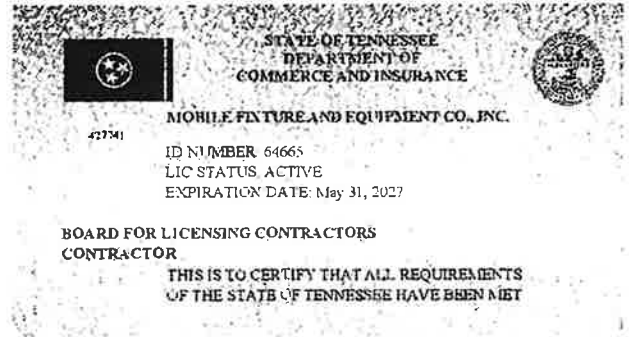 STATE OF TENNESSEE
DEPARTMENT OF
COMMERCE AND INSURANCE
MOBILE FIXTURE AND EQUIPMENT CO., INC.
ID NUMBER 64665
LIC STATUS ACTIVE
EXPIRATION DATE: May 31, 2027
BOARD FOR LICENSING CONTRACTORS
CONTRACTOR
THIS IS TO CERTIFY THAT ALL REQUIREMENTS
OF THE STATE OF TENNESSEE HAVE BEEN MET